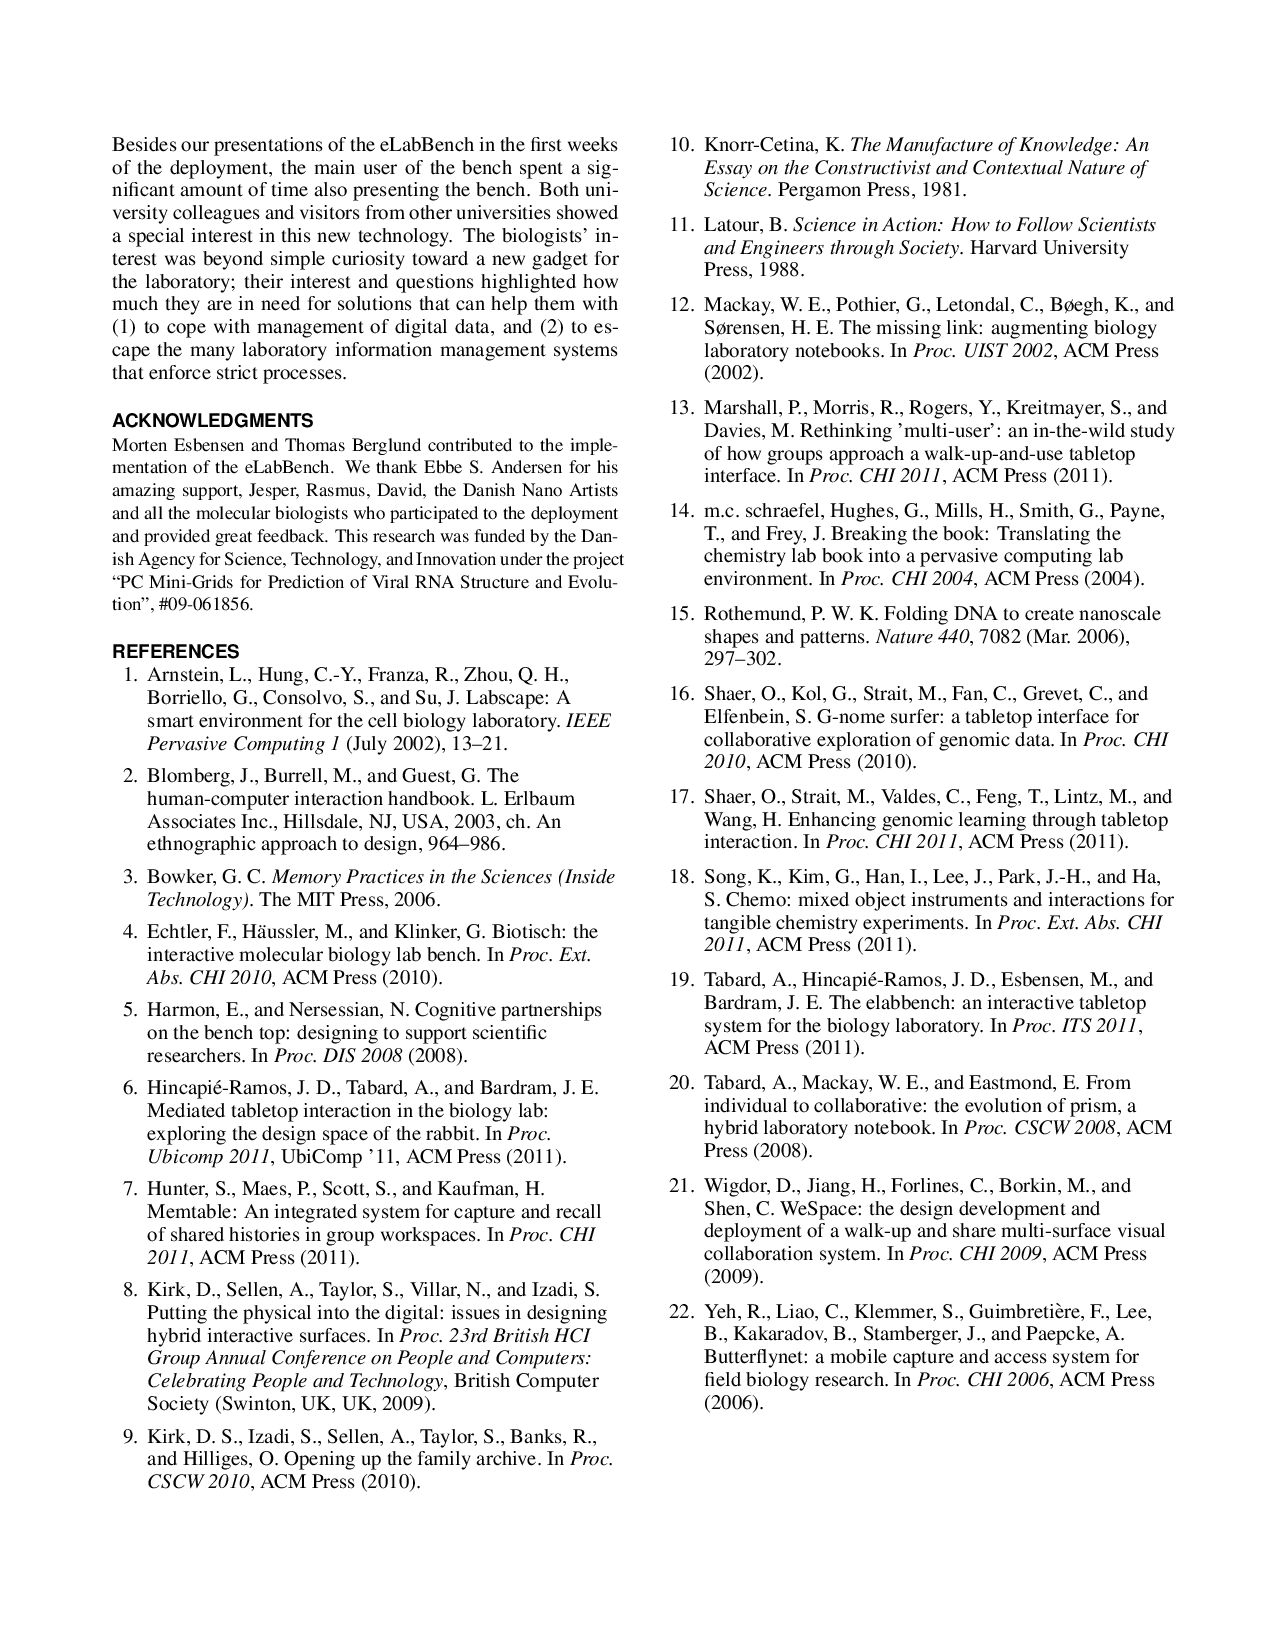 Besides our presentations of the eLabBench in the first weeks
of the deployment, the main user of the bench spent a sig-
nificant amount of time also presenting the bench. Both uni-
versity colleagues and visitors from other universities showed
a special interest in this new technology. The biologists' in-
terest was beyond simple curiosity toward a new gadget for
the laboratory; their interest and questions highlighted how
much they are in need for solutions that can help them with
(1) to cope with management of digital data, and (2) to es-
cape the many laboratory information management systems
that enforce strict processes.
ACKNOWLEDGMENTS
Morten Esbensen and Thomas Berglund contributed to the imple-
mentation of the eLabBench. We thank Ebbe S. Andersen for his
amazing support, Jesper, Rasmus, David, the Danish Nano Artists
and all the molecular biologists who participated to the deployment
and provided great feedback. This research was funded by the Dan-
ish Agency for Science, Technology, and Innovation under the project
“PC Mini-Grids for Prediction of Viral RNA Structure and Evolu-
tion”, #09-061856.
REFERENCES
1. Arnstein, L., Hung, C.-Y., Franza, R., Zhou, Q. H.,
Borriello, G., Consolvo, S., and Su, J. Labscape: A
smart environment for the cell biology laboratory. IEEE
Pervasive Computing 1 (July 2002), 13–21.
2. Blomberg, J., Burrell, M., and Guest, G. The
human-computer interaction handbook. L. Erlbaum
Associates Inc., Hillsdale, NJ, USA, 2003, ch. An
ethnographic approach to design, 964–986.
3. Bowker, G. C. Memory Practices in the Sciences (Inside
Technology). The MIT Press, 2006.
4. Echtler, F., Häussler, M., and Klinker, G. Biotisch: the
interactive molecular biology lab bench. In Proc. Ext.
Abs. CHI 2010, ACM Press (2010).
5. Harmon, E., and Nersessian, N. Cognitive partnerships
on the bench top: designing to support scientific
researchers. In Proc. DIS 2008 (2008).
6. Hincapié-Ramos, J. D., Tabard, A., and Bardram, J. E.
Mediated tabletop interaction in the biology lab:
exploring the design space of the rabbit. In Proc.
Ubicomp 2011, UbiComp ’11, ACM Press (2011).
7. Hunter, S., Maes, P., Scott, S., and Kaufman, H.
Memtable: An integrated system for capture and recall
of shared histories in group workspaces. In Proc. CHI
2011, ACM Press (2011).
8. Kirk, D., Sellen, A., Taylor, S., Villar, N., and Izadi, S.
Putting the physical into the digital: issues in designing
hybrid interactive surfaces. In Proc. 23rd British HCI
Group Annual Conference on People and Computers:
Celebrating People and Technology, British Computer
Society (Swinton, UK, UK, 2009).
9. Kirk, D. S., Izadi, S., Sellen, A., Taylor, S., Banks, R.,
and Hilliges, O. Opening up the family archive. In Proc.
CSCW 2010, ACM Press (2010).
10. Knorr-Cetina, K. The Manufacture of Knowledge: An
Essay on the Constructivist and Contextual Nature of
Science. Pergamon Press, 1981.
11. Latour, B. Science in Action: How to Follow Scientists
and Engineers through Society. Harvard University
Press, 1988.
12. Mackay, W. E., Pothier, G., Letondal, C., Bøegh, K., and
Sørensen, H. E. The missing link: augmenting biology
laboratory notebooks. In Proc. UIST 2002, ACM Press
(2002).
13. Marshall, P., Morris, R., Rogers, Y., Kreitmayer, S., and
Davies, M. Rethinking ’multi-user’: an in-the-wild study
of how groups approach a walk-up-and-use tabletop
interface. In Proc. CHI 2011, ACM Press (2011).
14. m.c. schraefel, Hughes, G., Mills, H., Smith, G., Payne,
T., and Frey, J. Breaking the book: Translating the
chemistry lab book into a pervasive computing lab
environment. In Proc. CHI 2004, ACM Press (2004).
15. Rothemund, P. W. K. Folding DNA to create nanoscale
shapes and patterns. Nature 440, 7082 (Mar. 2006),
297–302.
16. Shaer, O., Kol, G., Strait, M., Fan, C., Grevet, C., and
Elfenbein, S. G-nome surfer: a tabletop interface for
collaborative exploration of genomic data. In Proc. CHI
2010, ACM Press (2010).
17. Shaer, O., Strait, M., Valdes, C., Feng, T., Lintz, M., and
Wang, H. Enhancing genomic learning through tabletop
interaction. In Proc. CHI 2011, ACM Press (2011).
18. Song, K., Kim, G., Han, I., Lee, J., Park, J.-H., and Ha,
S. Chemo: mixed object instruments and interactions for
tangible chemistry experiments. In Proc. Ext. Abs. CHI
2011, ACM Press (2011).
19. Tabard, A., Hincapié-Ramos, J. D., Esbensen, M., and
Bardram, J. E. The elabbench: an interactive tabletop
system for the biology laboratory. In Proc. ITS 2011,
ACM Press (2011).
20. Tabard, A., Mackay, W. E., and Eastmond, E. From
individual to collaborative: the evolution of prism, a
hybrid laboratory notebook. In Proc. CSCW 2008, ACM
Press (2008).
21. Wigdor, D., Jiang, H., Forlines, C., Borkin, M., and
Shen, C. WeSpace: the design development and
deployment of a walk-up and share multi-surface visual
collaboration system. In Proc. CHI 2009, ACM Press
(2009).
22. Yeh, R., Liao, C., Klemmer, S., Guimbretière, F., Lee,
B., Kakaradov, B., Stamberger, J., and Paepcke, A.
Butterflynet: a mobile capture and access system for
field biology research. In Proc. CHI 2006, ACM Press
(2006).